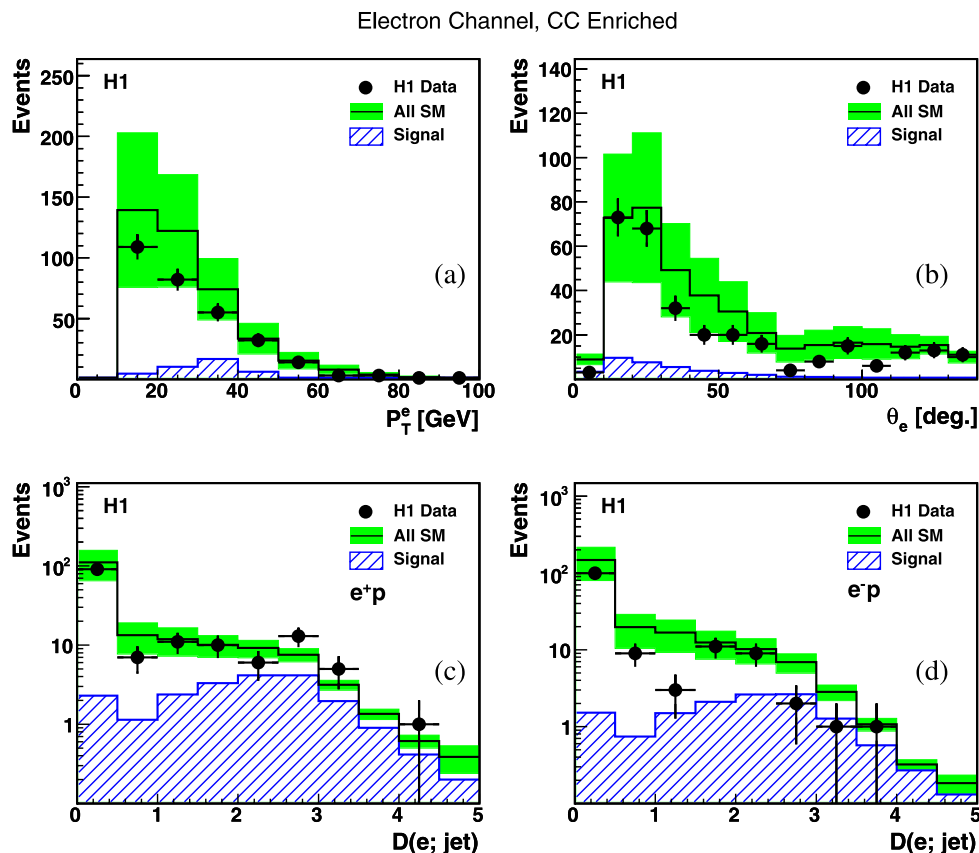 Electron Channel, CC Enriched
H1
H1 Data
All SM
Signal
(a)
Events
250
200
150
100
50
0 20 40 60 80 100
P_T^e [GeV]
H1
H1 Data
All SM
Signal
(b)
Events
140
120
100
80
60
40
20
0 50 100
θ_e [deg.]
H1
H1 Data
All SM
Signal
e⁺p
(c)
Events
10³
10²
10
1
0 1 2 3 4 5
D(e; jet)
H1
H1 Data
All SM
Signal
e⁻p
(d)
Events
10³
10²
10
1
0 1 2 3 4 5
D(e; jet)